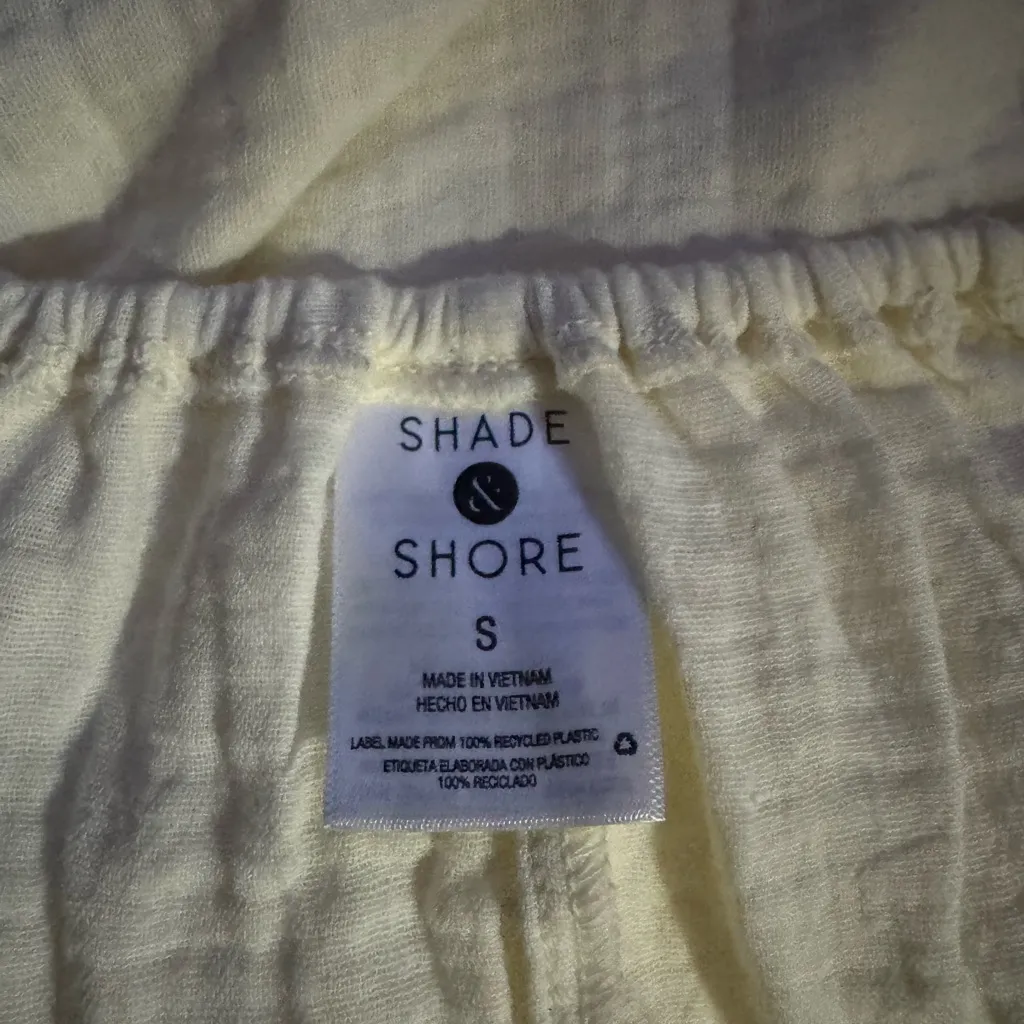 SHADE
&
SHORE
S
MADE IN VIETNAM
HECHO EN VIETNAM
LABEL MADE FROM 100% RECYCLED PLASTIC
ETIQUETA ELABORADA CON PLÁSTICO
100% RECICLADO